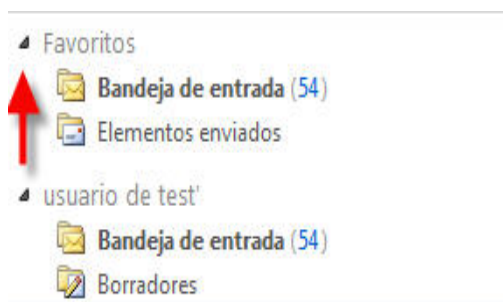 Favoritos
Bandeja de entrada (54)
Elementos enviados
usuario de test'
Bandeja de entrada (54)
Borradores